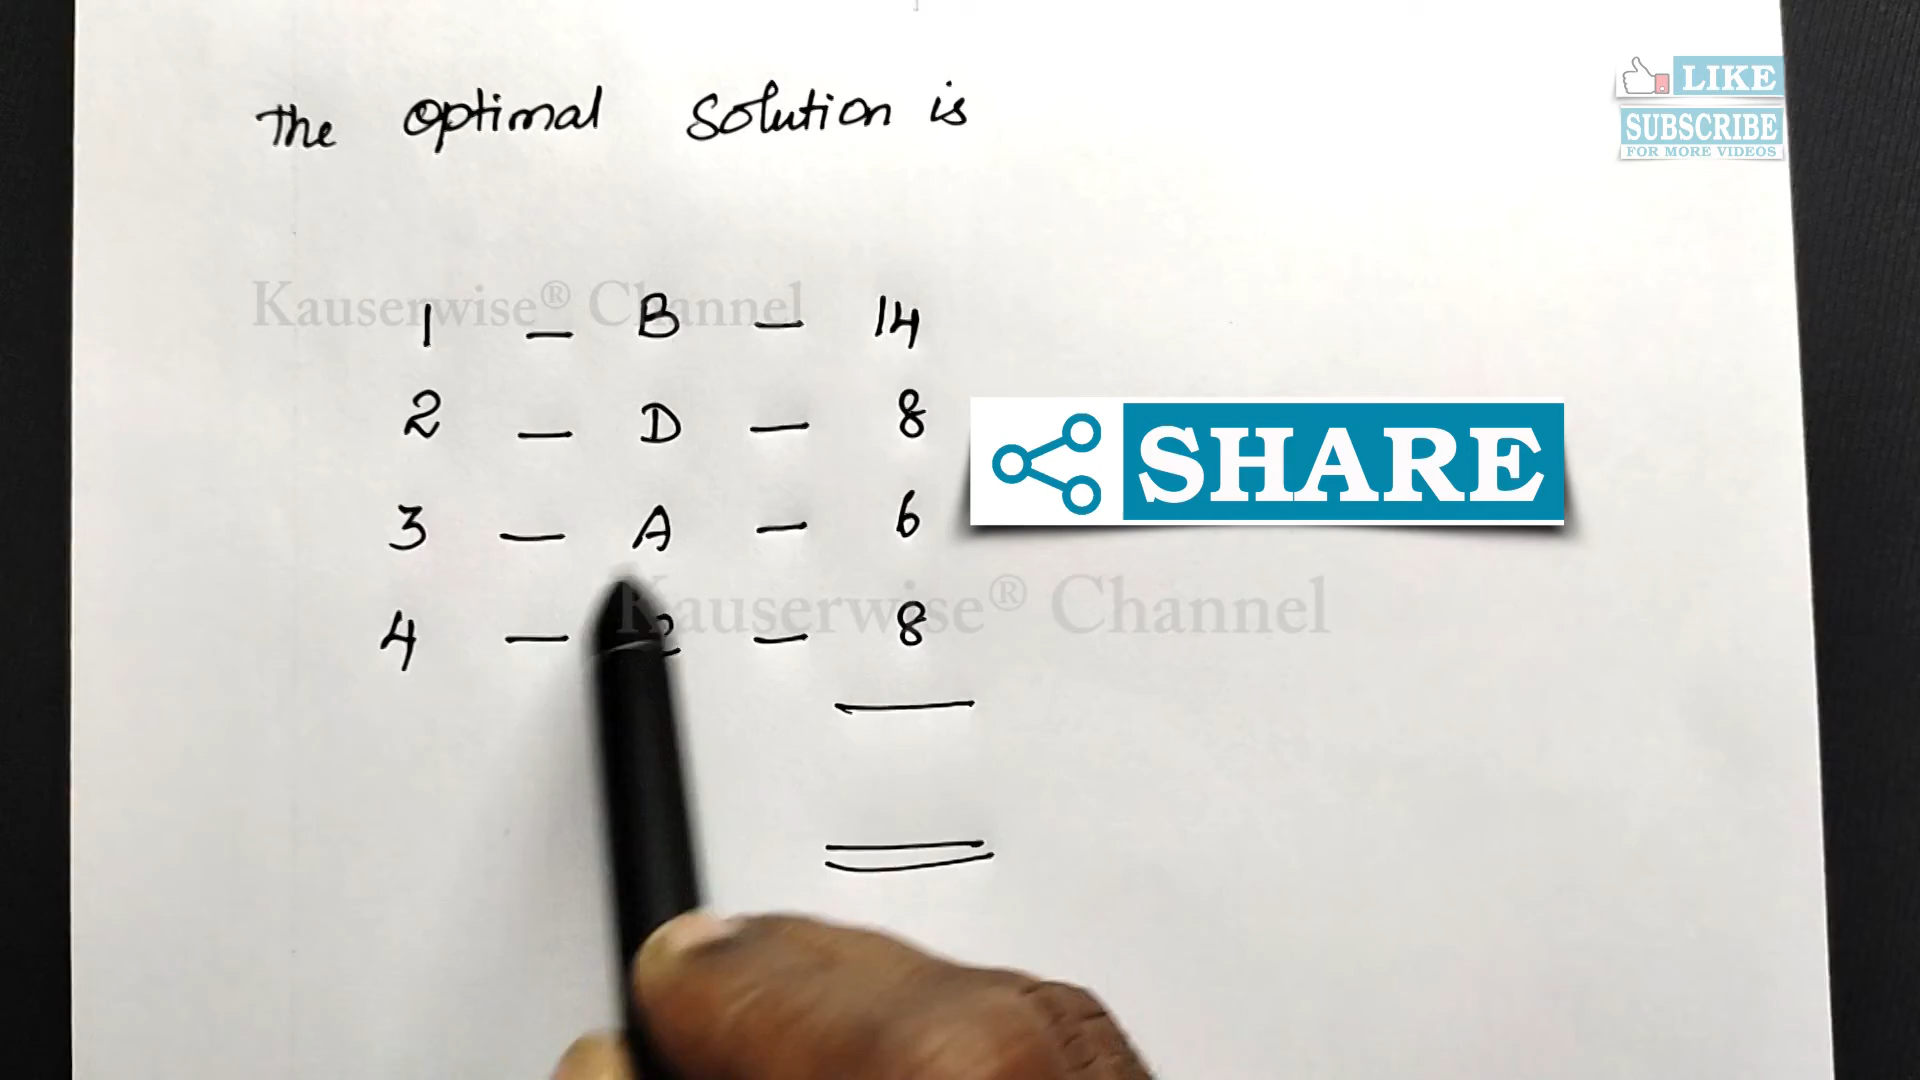 The optimal solution is
1 — B — 14
2 — D — 8
3 — A — 6
4 — — 8
Kauserwise® Channel
Kauserwise® Channel
LIKE
SUBSCRIBE
FOR MORE VIDEOS
SHARE